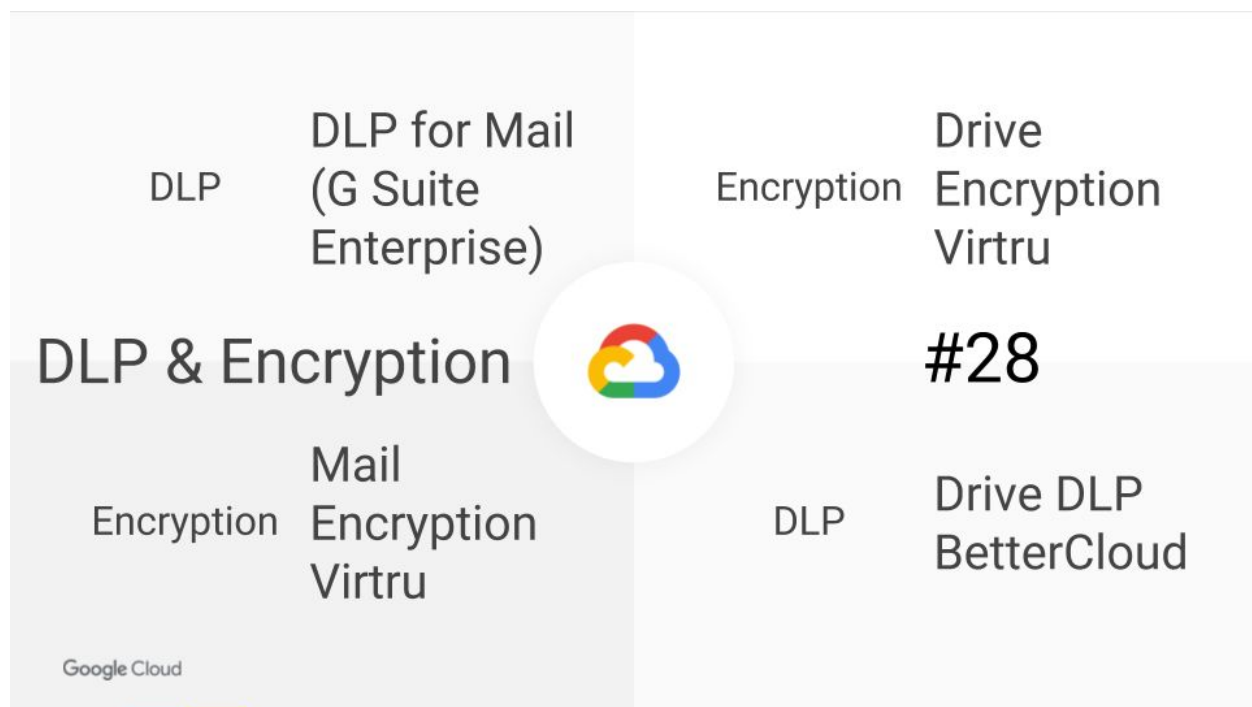 DLP
DLP for Mail
(G Suite
Enterprise)
Encryption
Drive
Encryption
Virtru
DLP & Encryption
#28
Encryption
Mail
Encryption
Virtru
DLP
Drive DLP
BetterCloud
Google Cloud